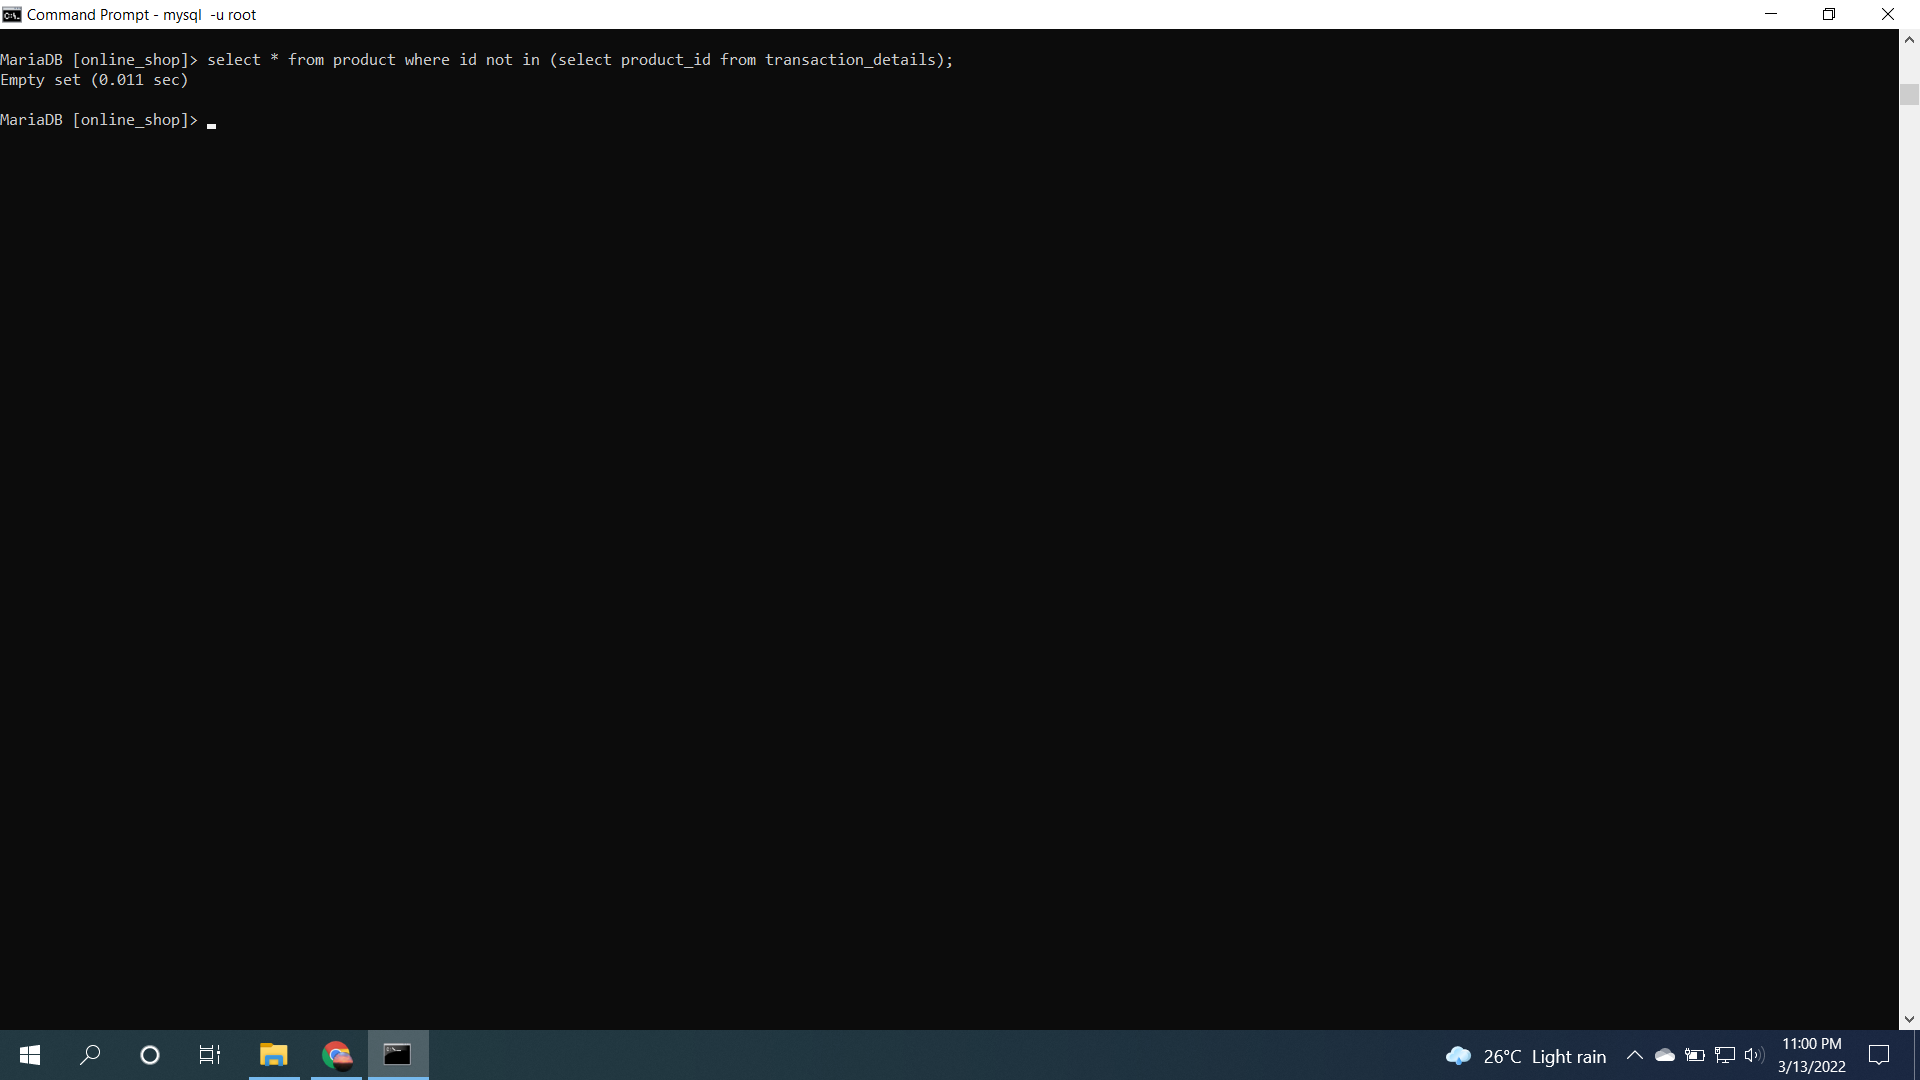 Command Prompt - mysql  -u root
MariaDB [online_shop]> select * from product where id not in (select product_id from transaction_details);
Empty set (0.011 sec)
MariaDB [online_shop]>
26°C Light rain
11:00 PM
3/13/2022